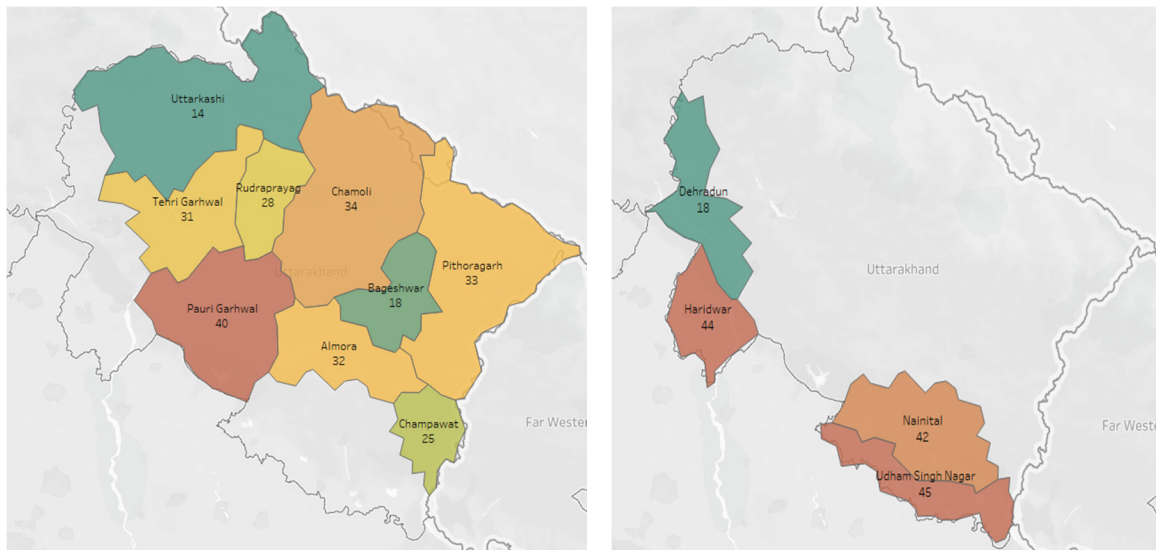 Uttarkashi
14
Tehri Garhwal
31
Rudraprayag
28
Chamoli
34
Uttarakhand
Pithoragarh
33
Bageshwar
18
Pauri Garhwal
40
Almora
32
Champawat
25
Far Wester
Dehradun
18
Uttarakhand
Haridwar
44
Nainital
42
Udham Singh Nagar
45
Far Wester